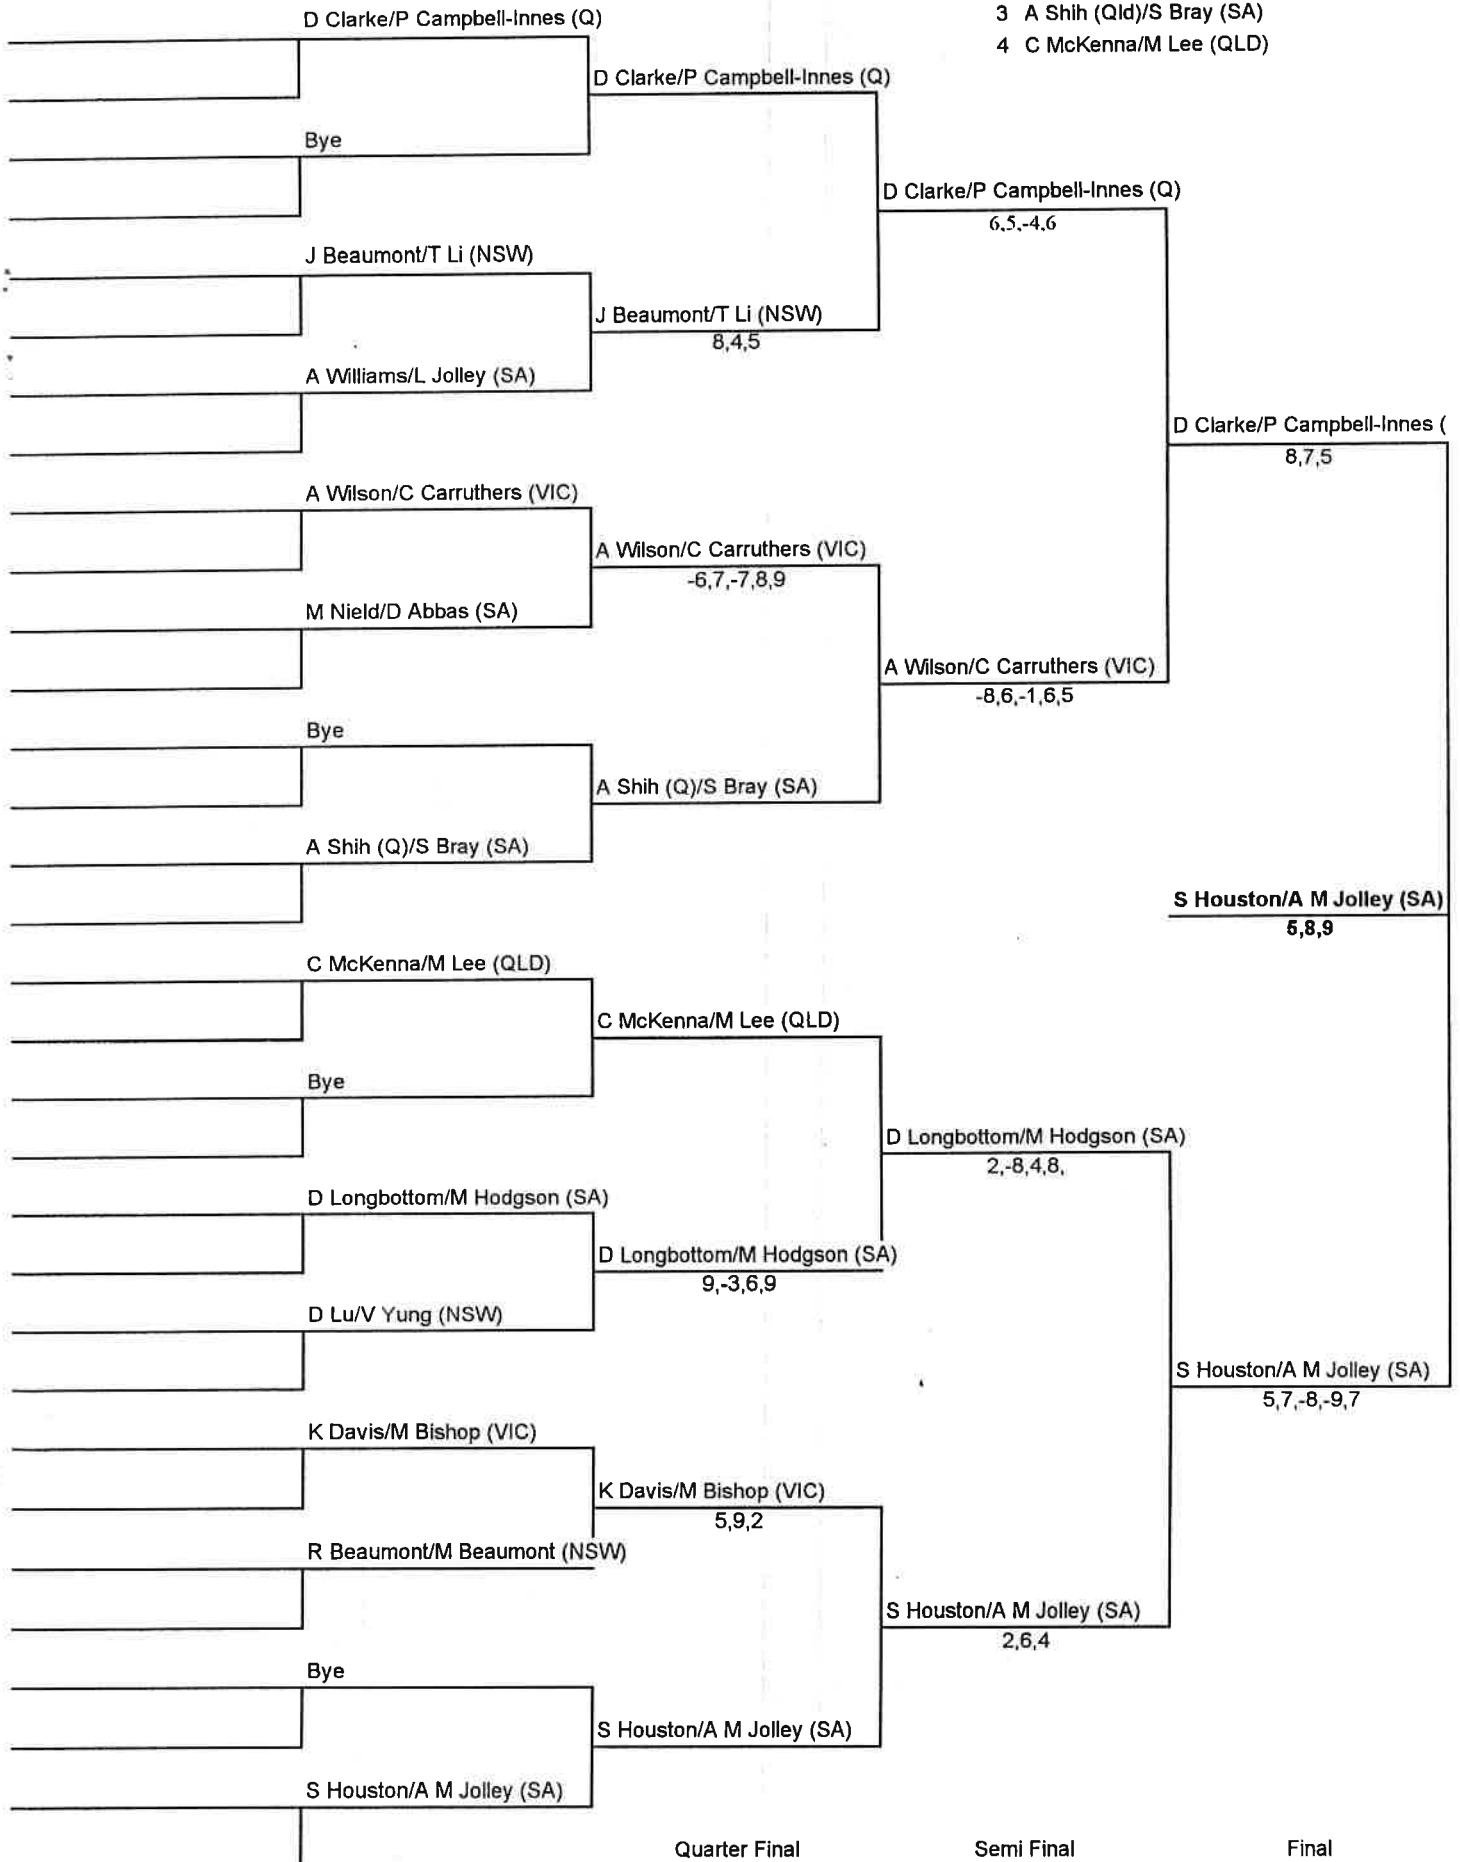 D Clarke/P Campbell-Innes (Q)
3 A Shih (Qld)/S Bray (SA)
4 C McKenna/M Lee (QLD)
D Clarke/P Campbell-Innes (Q)
Bye
D Clarke/P Campbell-Innes (Q)
6,5,-4,6
J Beaumont/T Li (NSW)
J Beaumont/T Li (NSW)
8,4,5
A Williams/L Jolley (SA)
D Clarke/P Campbell-Innes (
8,7,5
A Wilson/C Carruthers (VIC)
A Wilson/C Carruthers (VIC)
-6,7,-7,8,9
M Nield/D Abbas (SA)
A Wilson/C Carruthers (VIC)
-8,6,-1,6,5
Bye
A Shih (Q)/S Bray (SA)
A Shih (Q)/S Bray (SA)
S Houston/A M Jolley (SA)
5,8,9
C McKenna/M Lee (QLD)
C McKenna/M Lee (QLD)
Bye
D Longbottom/M Hodgson (SA)
2,-8,4,8,
D Longbottom/M Hodgson (SA)
D Longbottom/M Hodgson (SA)
9,-3,6,9
D Lu/V Yung (NSW)
S Houston/A M Jolley (SA)
5,7,-8,-9,7
K Davis/M Bishop (VIC)
K Davis/M Bishop (VIC)
5,9,2
R Beaumont/M Beaumont (NSW)
S Houston/A M Jolley (SA)
2,6,4
Bye
S Houston/A M Jolley (SA)
S Houston/A M Jolley (SA)
Quarter Final
Semi Final
Final